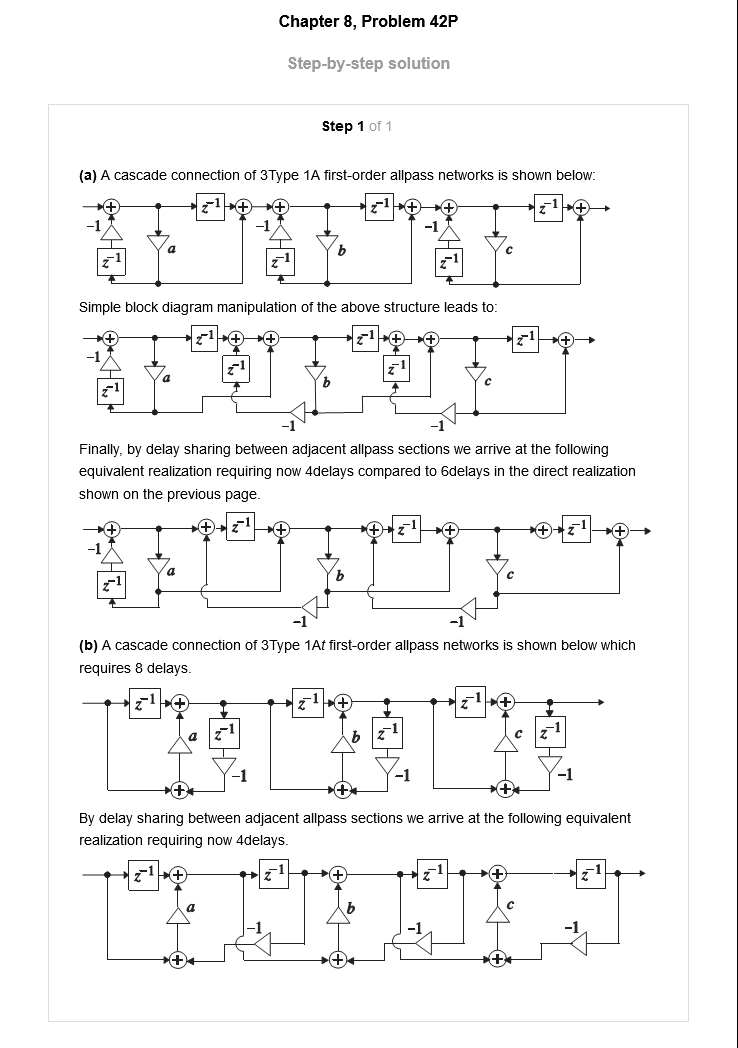 Chapter 8, Problem 42P
Step-by-step solution
Step 1 of 1
(a) A cascade connection of 3Type 1A first-order allpass networks is shown below:
z⁻¹ z⁻¹ z⁻¹
−1 −1 −1
a b c
z⁻¹ z⁻¹ z⁻¹
Simple block diagram manipulation of the above structure leads to:
z⁻¹ z⁻¹ z⁻¹
−1 z⁻¹ z⁻¹
a b c
z⁻¹
−1 −1
Finally, by delay sharing between adjacent allpass sections we arrive at the following
equivalent realization requiring now 4delays compared to 6delays in the direct realization
shown on the previous page.
z⁻¹ z⁻¹ z⁻¹
−1
a b c
z⁻¹
−1 −1
(b) A cascade connection of 3Type 1At first-order allpass networks is shown below which
requires 8 delays.
z⁻¹ z⁻¹ z⁻¹
a z⁻¹ b z⁻¹ c z⁻¹
−1 −1 −1
By delay sharing between adjacent allpass sections we arrive at the following equivalent
realization requiring now 4delays.
z⁻¹ z⁻¹ z⁻¹ z⁻¹
a b c
−1 −1 −1